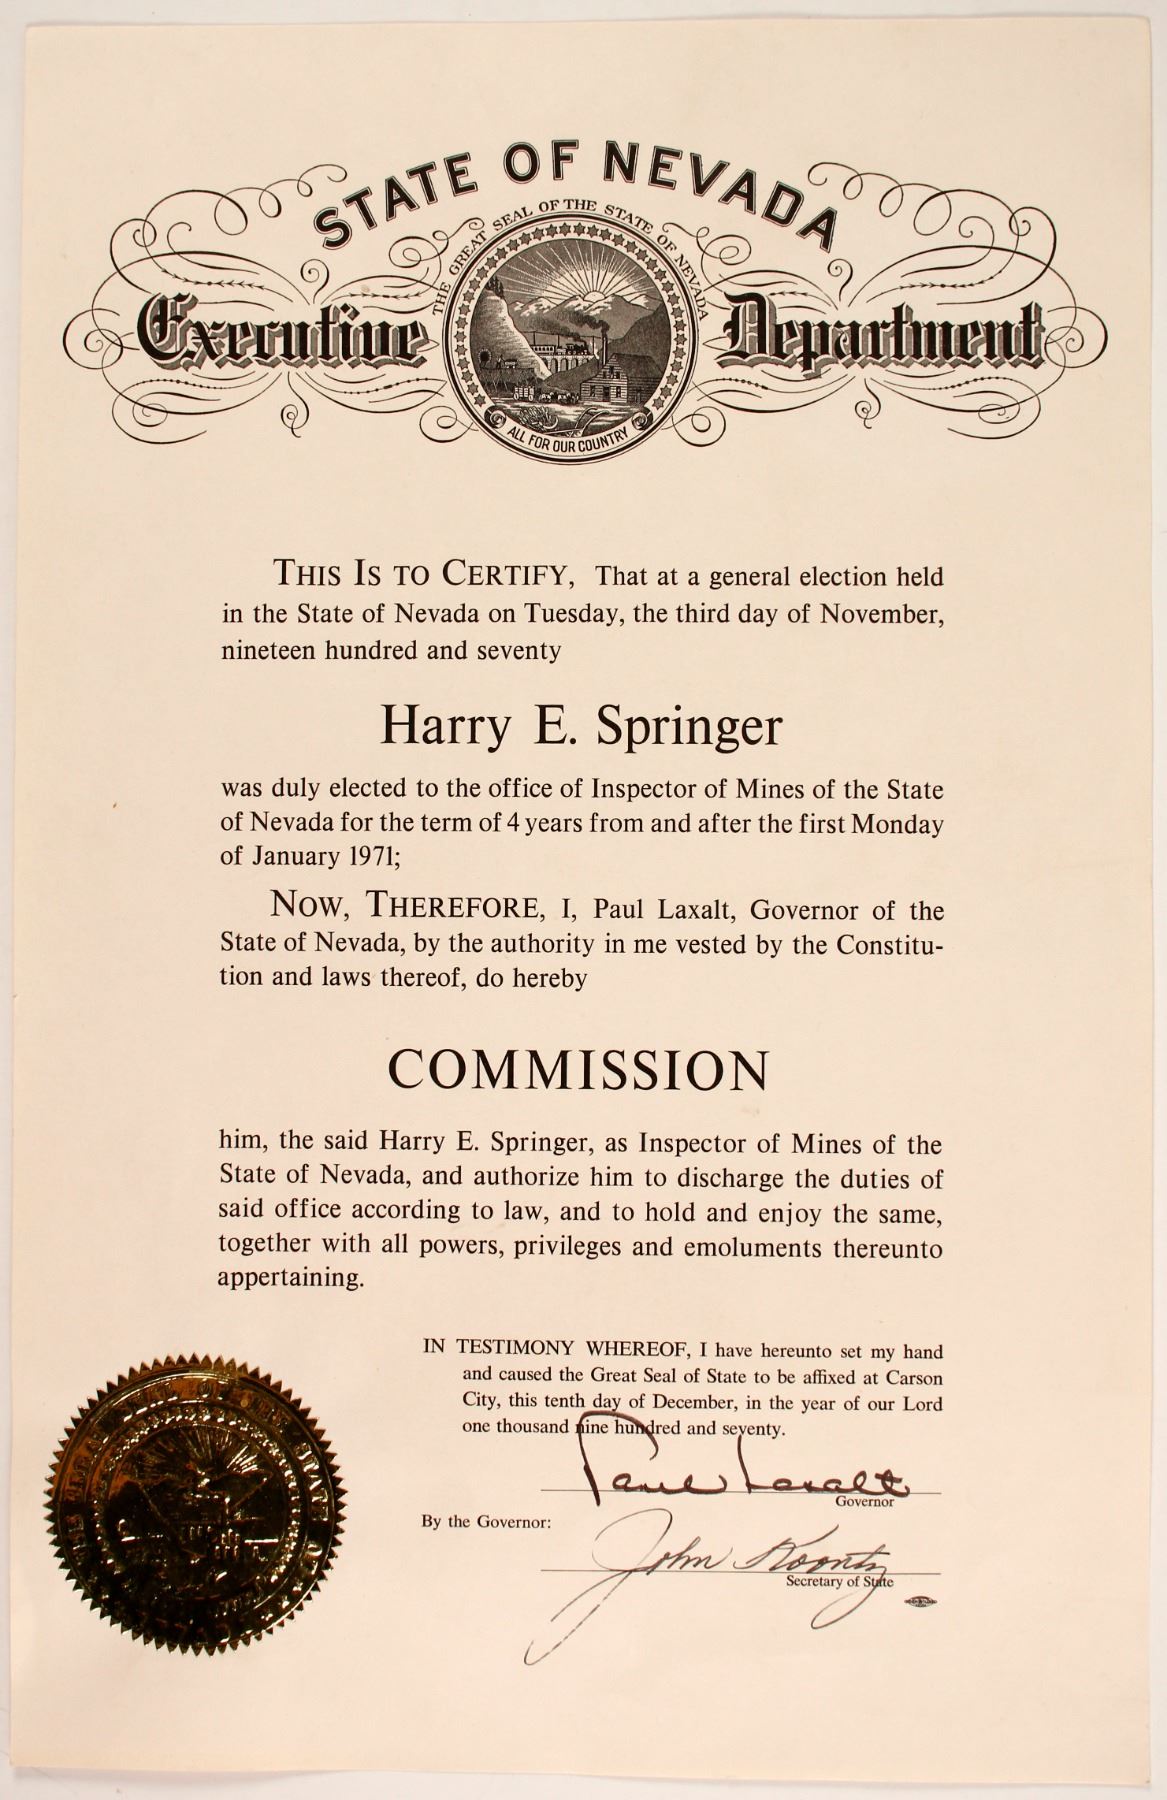 STATE OF NEVADA
THE GREAT SEAL OF THE STATE OF NEVADA
Executive Department
ALL FOR OUR COUNTRY
THIS IS TO CERTIFY, That at a general election held
in the State of Nevada on Tuesday, the third day of November,
nineteen hundred and seventy
Harry E. Springer
was duly elected to the office of Inspector of Mines of the State
of Nevada for the term of 4 years from and after the first Monday
of January 1971;
NOW, THEREFORE, I, Paul Laxalt, Governor of the
State of Nevada, by the authority in me vested by the Constitu-
tion and laws thereof, do hereby
COMMISSION
him, the said Harry E. Springer, as Inspector of Mines of the
State of Nevada, and authorize him to discharge the duties of
said office according to law, and to hold and enjoy the same,
together with all powers, privileges and emoluments thereunto
appertaining.
IN TESTIMONY WHEREOF, I have hereunto set my hand
and caused the Great Seal of State to be affixed at Carson
City, this tenth day of December, in the year of our Lord
one thousand nine hundred and seventy.
Paul Laxalt
Governor
By the Governor:
John Koontz
Secretary of State